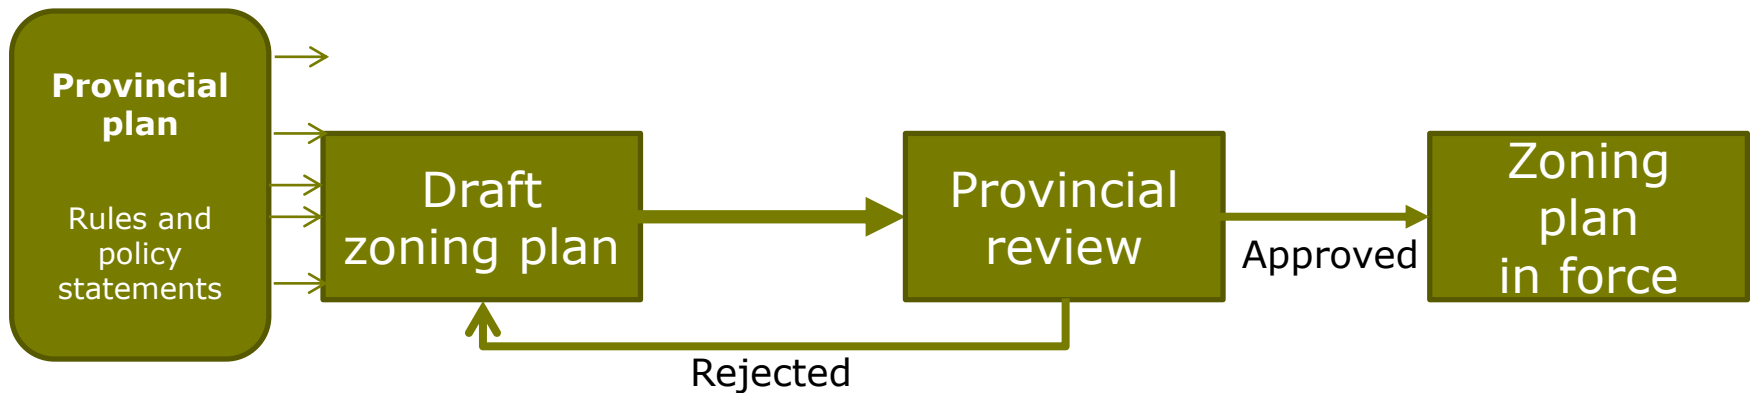 Provincial
plan
Rules and
policy
statements
Draft
zoning plan
Provincial
review
Approved
Zoning
plan
in force
Rejected